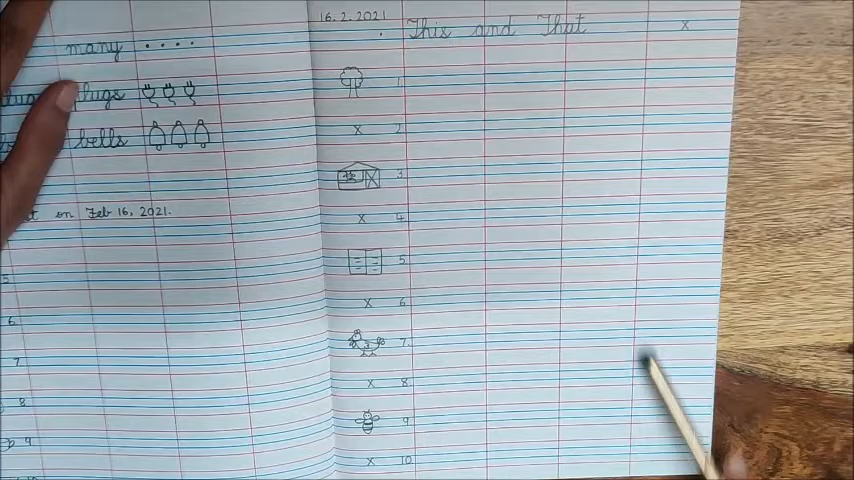 many ....
plugs
bells
on Feb 16, 2021.
5
6
7
8
9
16.2.2021
This and That x
1
x 2
3
x 4
5
x 6
7.
x 8
9
x 10